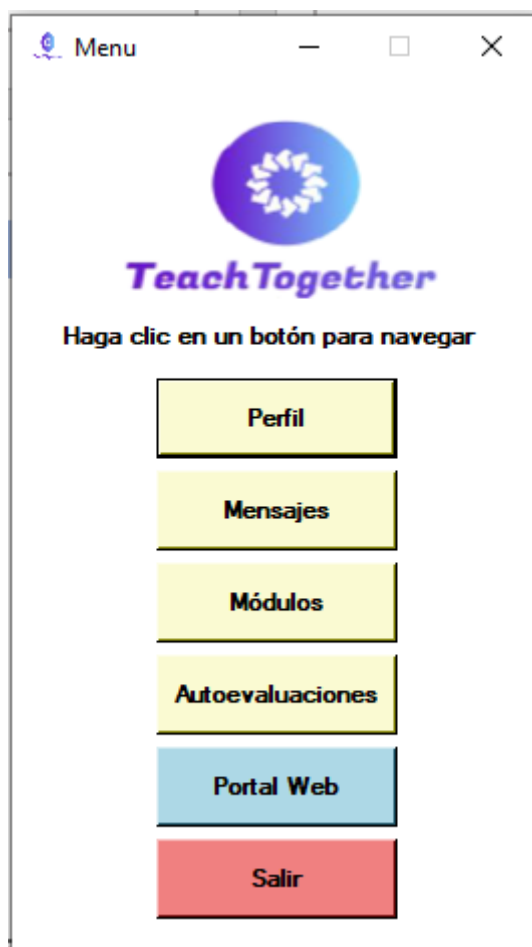 Menu
TeachTogether
Haga clic en un botón para navegar
Perfil
Mensajes
Módulos
Autoevaluaciones
Portal Web
Salir